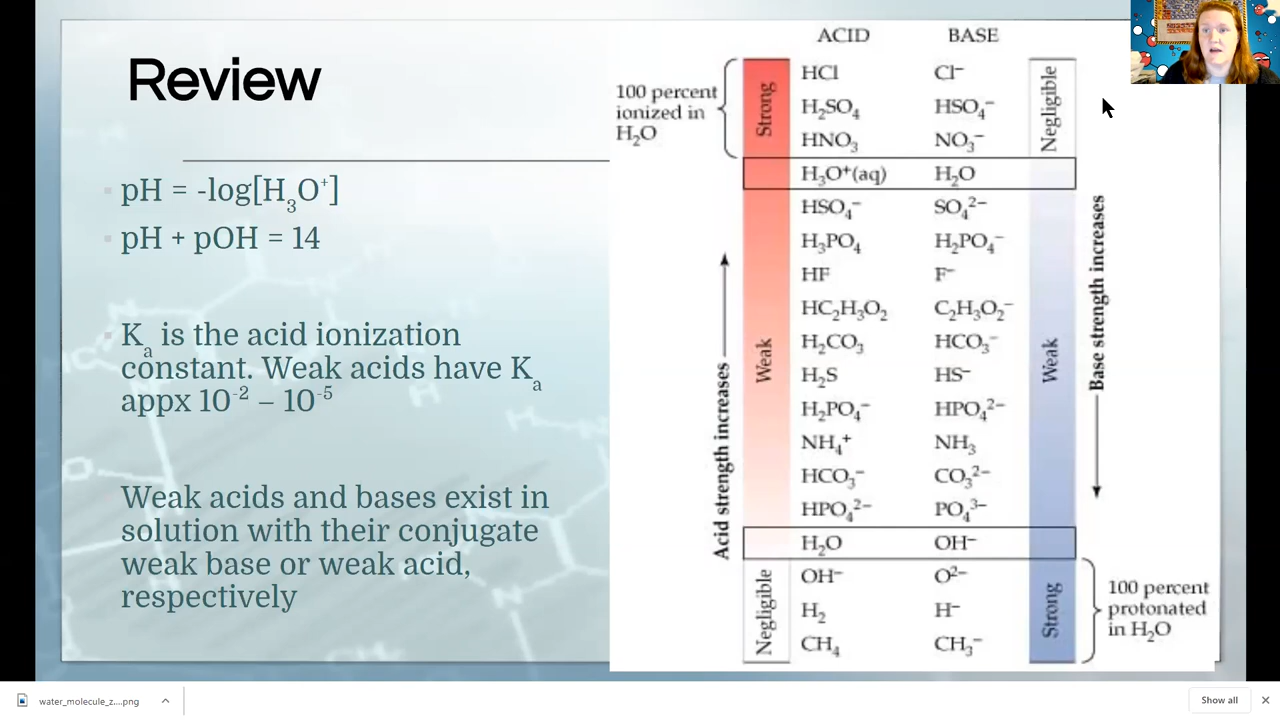 Review
pH = -log[H₃O⁺]
pH + pOH = 14
Kₐ is the acid ionization
constant. Weak acids have Kₐ
appx 10⁻² – 10⁻⁵
Weak acids and bases exist in
solution with their conjugate
weak base or weak acid,
respectively
ACID BASE
100 percent
ionized in
H₂O
Strong
Negligible
HCl Cl⁻
H₂SO₄ HSO₄⁻
HNO₃ NO₃⁻
H₃O⁺(aq) H₂O
HSO₄⁻ SO₄²⁻
H₃PO₄ H₂PO₄⁻
HF F⁻
HC₂H₃O₂ C₂H₃O₂⁻
H₂CO₃ HCO₃⁻
H₂S HS⁻
H₂PO₄⁻ HPO₄²⁻
NH₄⁺ NH₃
HCO₃⁻ CO₃²⁻
HPO₄²⁻ PO₄³⁻
H₂O OH⁻
OH⁻ O²⁻
H₂ H⁻
CH₄ CH₃⁻
Acid strength increases
Weak
Weak
Base strength increases
Negligible
Strong
100 percent
protonated
in H₂O
water_molecule_z....png
Show all